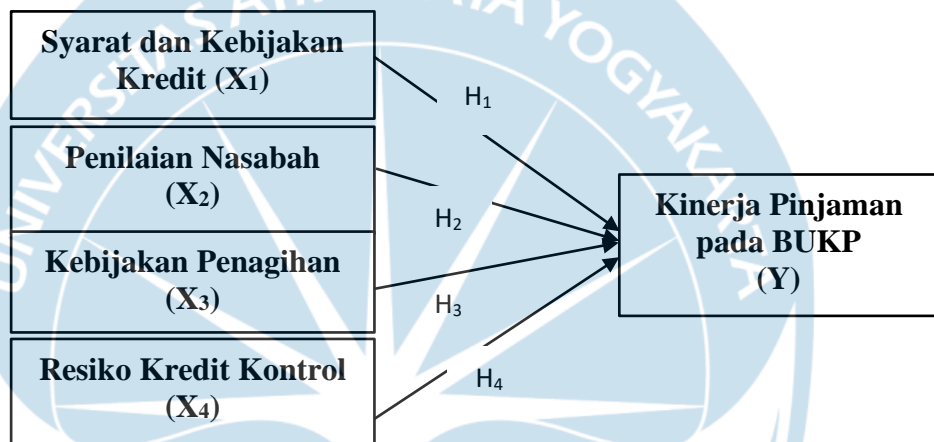 Syarat dan Kebijakan
Kredit (X₁)
H₁
Penilaian Nasabah
(X₂)
H₂
Kebijakan Penagihan
(X₃)
H₃
Resiko Kredit Kontrol
(X₄)
H₄
Kinerja Pinjaman
pada BUKP
(Y)